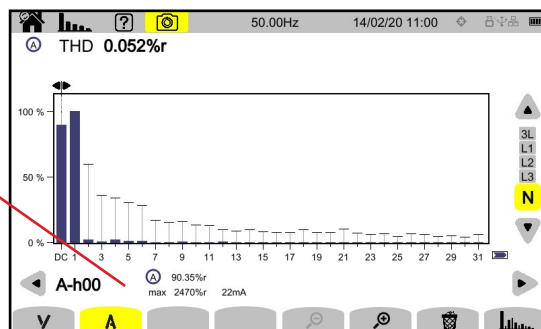 ? 50.00Hz 14/02/20 11:00
A THD 0.052%r
100 %
50 %
0 %
DC 1 3 5 7 9 11 13 15 17 19 21 23 25 27 29 31
3L
L1
L2
L3
N
A-h00
A 90.35%r
max 2470%r 22mA
V A